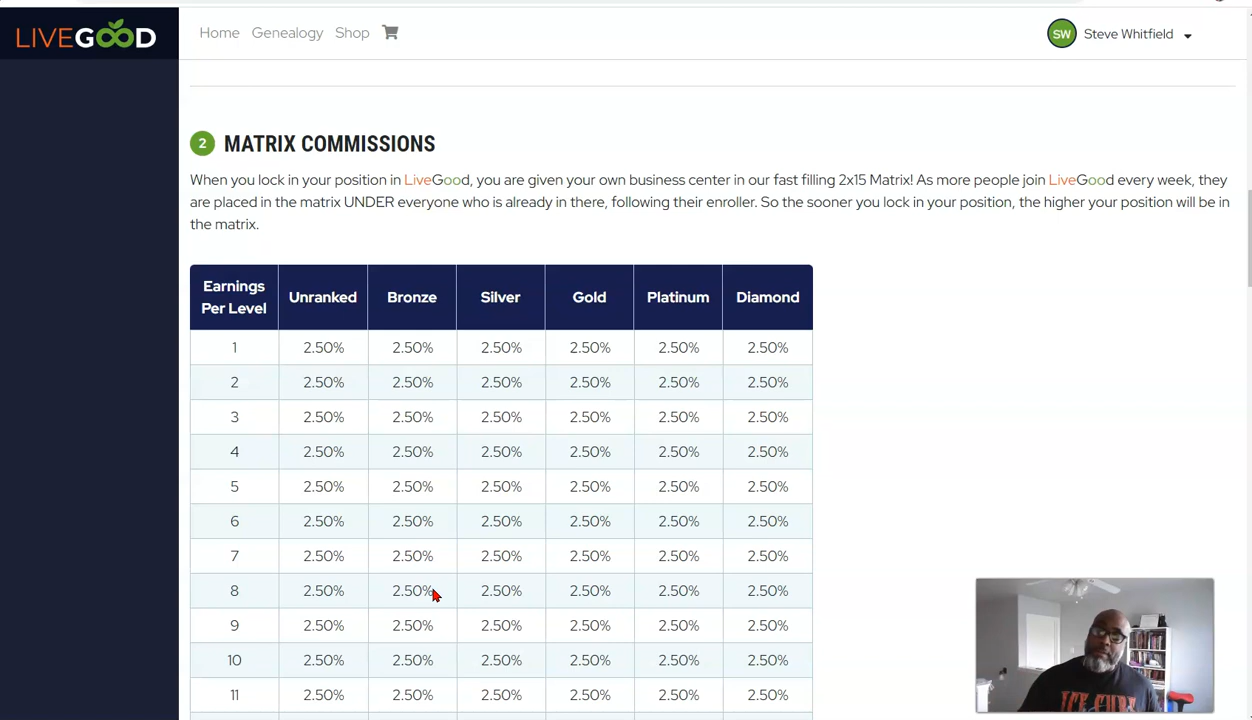 LIVEGOOD
Home Genealogy Shop
SW Steve Whitfield
2 MATRIX COMMISSIONS
When you lock in your position in LiveGood, you are given your own business center in our fast filling 2x15 Matrix! As more people join LiveGood every week, they
are placed in the matrix UNDER everyone who is already in there, following their enroller. So the sooner you lock in your position, the higher your position will be in
the matrix.
Earnings Per Level Unranked Bronze Silver Gold Platinum Diamond
1 2.50% 2.50% 2.50% 2.50% 2.50% 2.50%
2 2.50% 2.50% 2.50% 2.50% 2.50% 2.50%
3 2.50% 2.50% 2.50% 2.50% 2.50% 2.50%
4 2.50% 2.50% 2.50% 2.50% 2.50% 2.50%
5 2.50% 2.50% 2.50% 2.50% 2.50% 2.50%
6 2.50% 2.50% 2.50% 2.50% 2.50% 2.50%
7 2.50% 2.50% 2.50% 2.50% 2.50% 2.50%
8 2.50% 2.50% 2.50% 2.50% 2.50% 2.50%
9 2.50% 2.50% 2.50% 2.50% 2.50% 2.50%
10 2.50% 2.50% 2.50% 2.50% 2.50% 2.50%
11 2.50% 2.50% 2.50% 2.50% 2.50% 2.50%
ICE CUBE